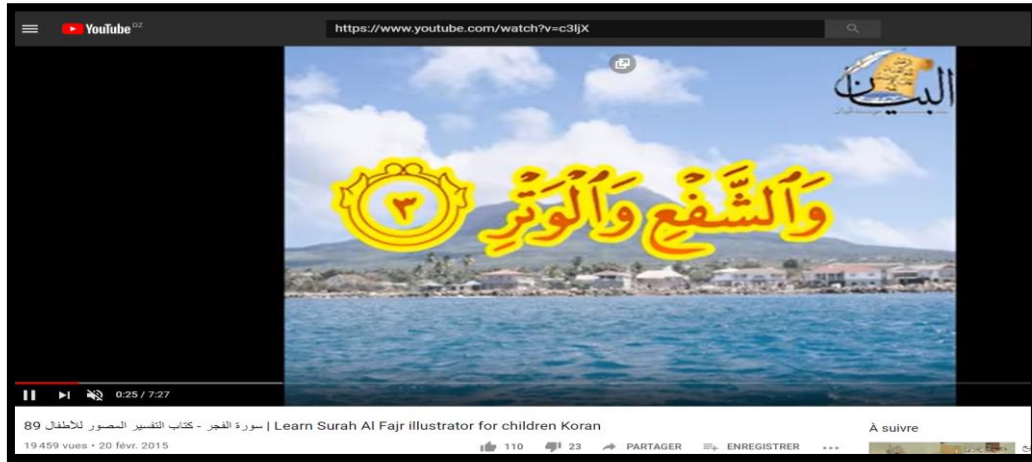 YouTube DZ
https://www.youtube.com/watch?v=c3ljX
البيان
وَٱلشَّفْعِ وَٱلْوَتْرِ ٣
0:25 / 7:27
89 سورة الفجر - كتاب التفسير المصور للأطفال | Learn Surah Al Fajr illustrator for children Koran
19 459 vues • 20 févr. 2015
110 23 PARTAGER ENREGISTRER ...
À suivre